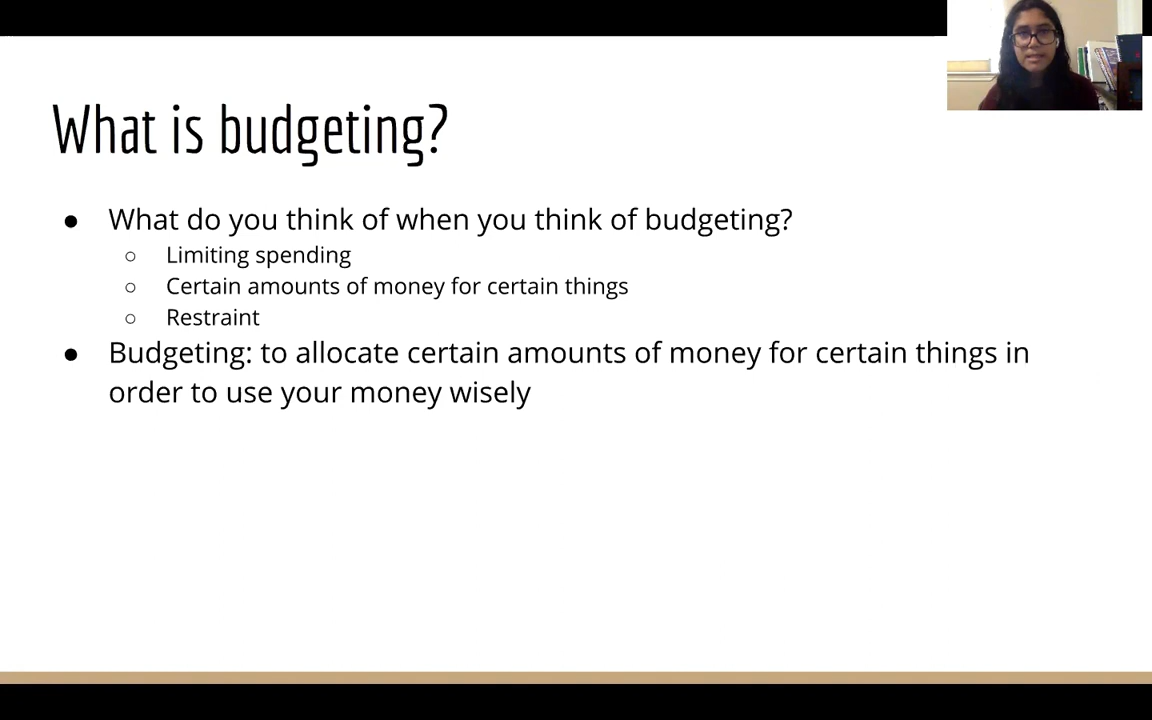 What is budgeting?
● What do you think of when you think of budgeting?
○ Limiting spending
○ Certain amounts of money for certain things
○ Restraint
● Budgeting: to allocate certain amounts of money for certain things in
order to use your money wisely